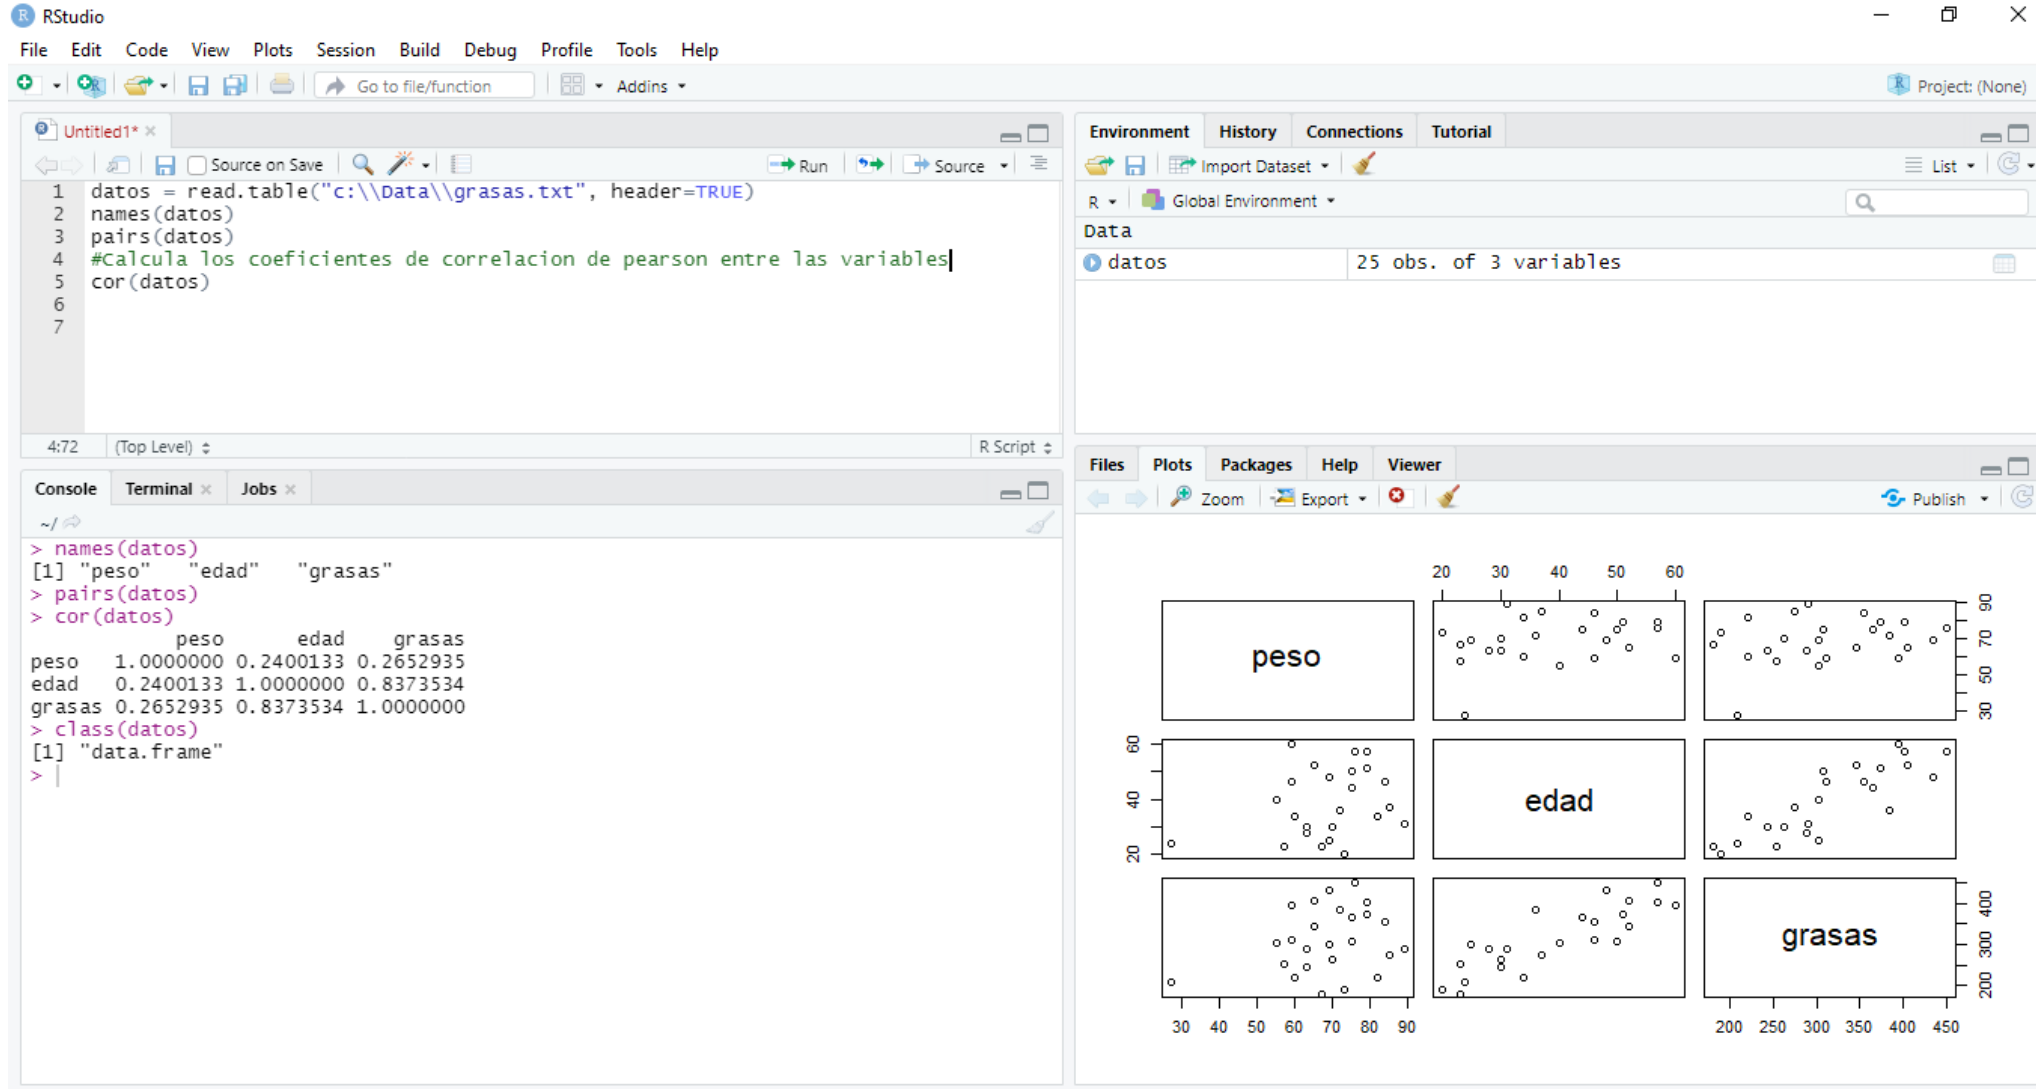 RStudio
File Edit Code View Plots Session Build Debug Profile Tools Help
Go to file/function Addins
Project: (None)
Untitled1*
Source on Save Run Source
1 datos = read.table("c:\\Data\\grasas.txt", header=TRUE)
2 names(datos)
3 pairs(datos)
4 #Calcula los coeficientes de correlacion de pearson entre las variables
5 cor(datos)
6
7
4:72 (Top Level) R Script
Console Terminal Jobs
~/
> names(datos)
[1] "peso" "edad" "grasas"
> pairs(datos)
> cor(datos)
peso edad grasas
peso 1.0000000 0.2400133 0.2652935
edad 0.2400133 1.0000000 0.8373534
grasas 0.2652935 0.8373534 1.0000000
> class(datos)
[1] "data.frame"
>
Environment History Connections Tutorial
Import Dataset List
R Global Environment
Data
datos 25 obs. of 3 variables
Files Plots Packages Help Viewer
Zoom Export Publish
20 30 40 50 60
peso
30 50 70 90
20 40 60
edad
grasas
200 300 400
30 40 50 60 70 80 90
200 250 300 350 400 450